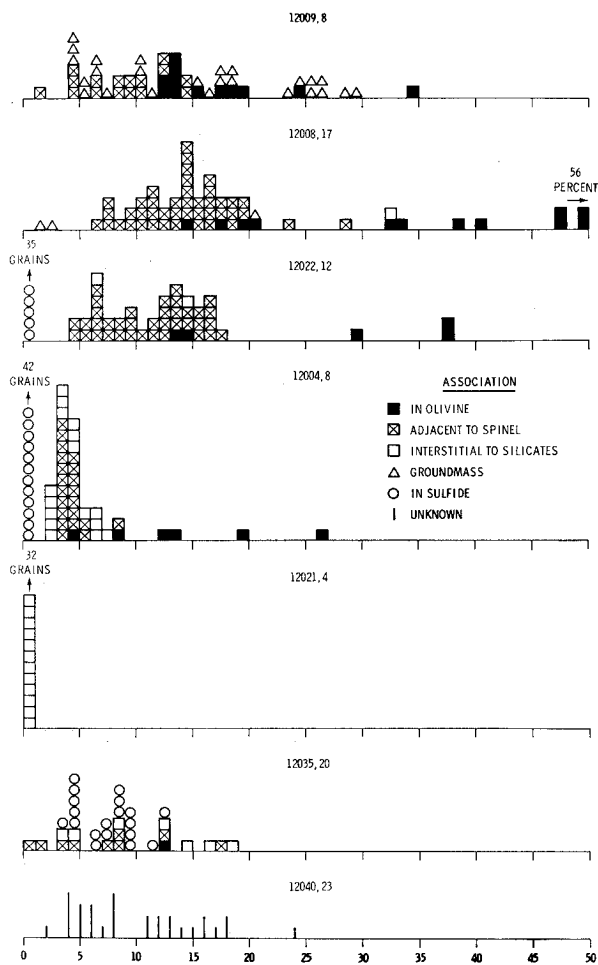 12009,8
12008,17
56
PERCENT
35
GRAINS
12022,12
42
GRAINS
12004,8
ASSOCIATION
IN OLIVINE
ADJACENT TO SPINEL
INTERSTITIAL TO SILICATES
GROUNDMASS
IN SULFIDE
UNKNOWN
32
GRAINS
12021,4
12035,20
12040,23
0 5 10 15 20 25 30 35 40 45 50